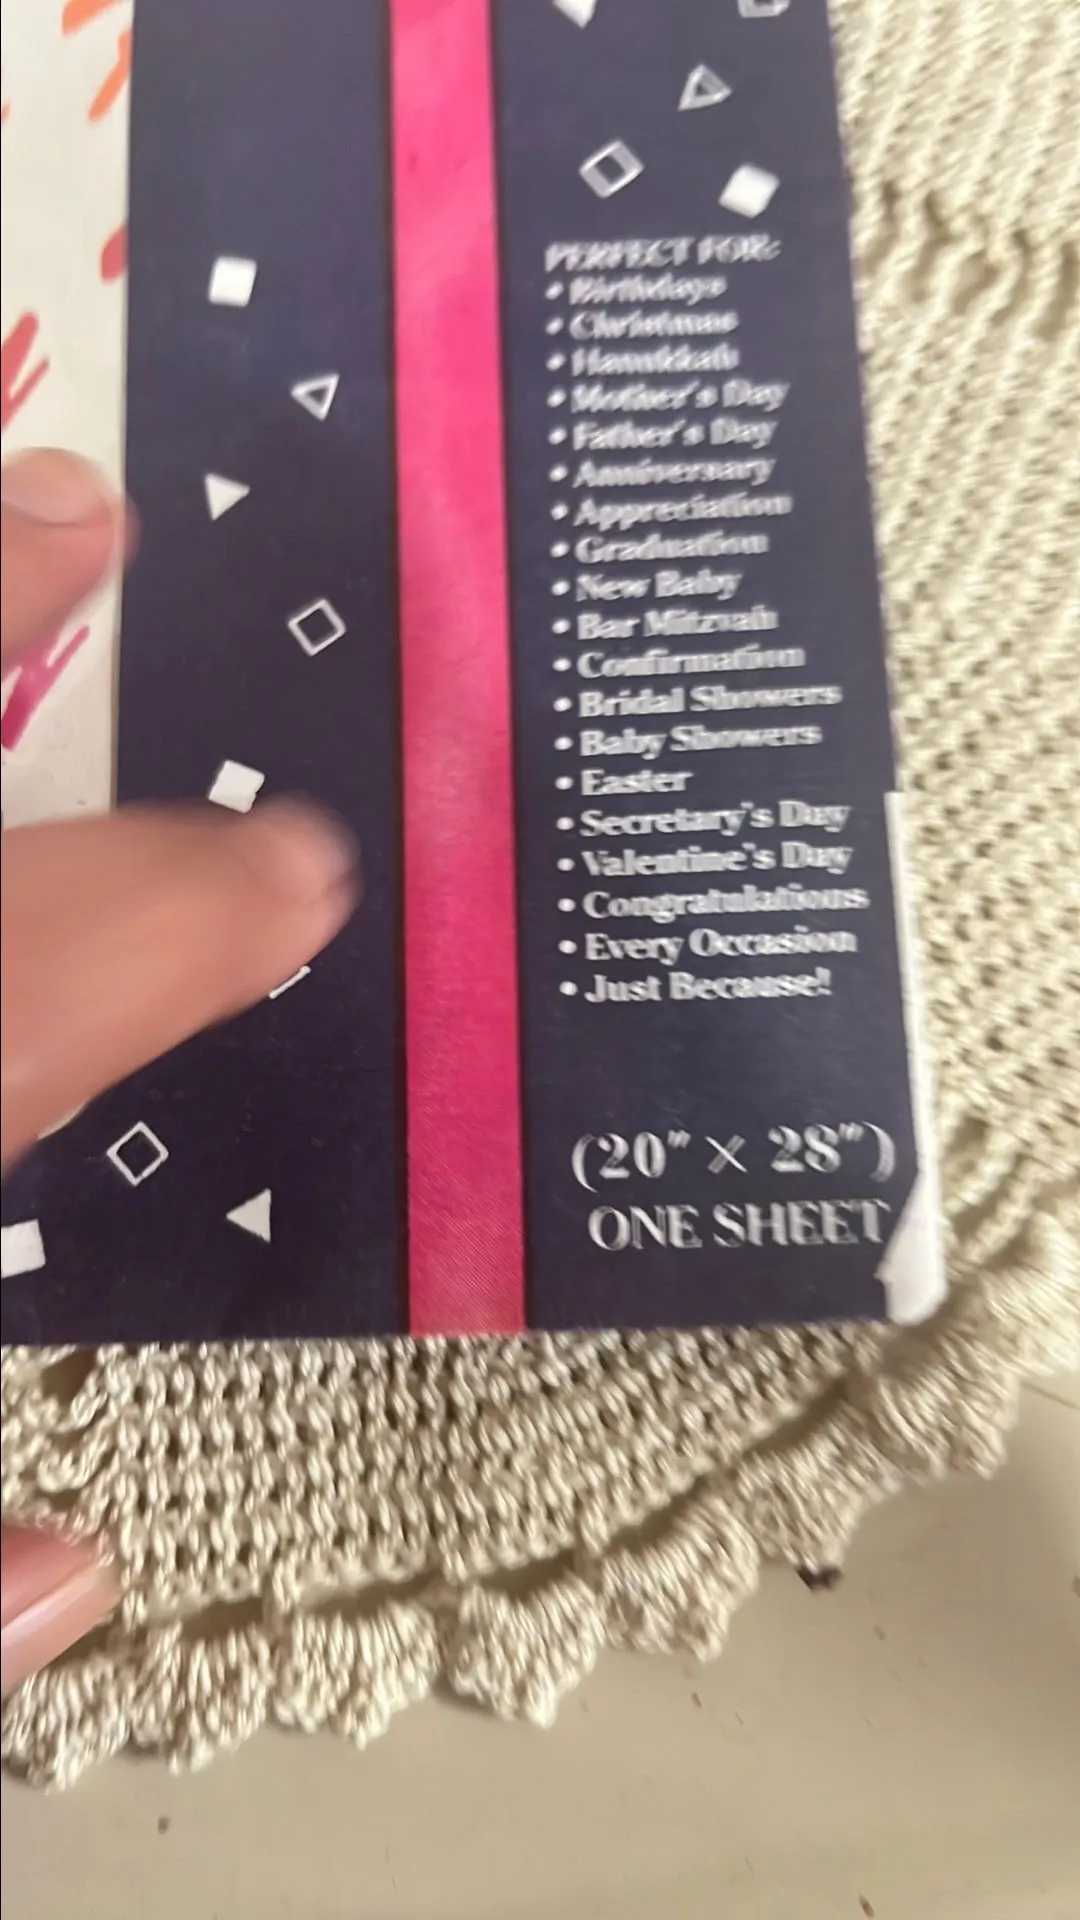 PERFECT FOR:
• Birthdays
• Christmas
• Hanukkah
• Mother's Day
• Father's Day
• Anniversary
• Appreciation
• Graduation
• New Baby
• Bar Mitzvah
• Confirmation
• Bridal Showers
• Baby Showers
• Easter
• Secretary's Day
• Valentine's Day
• Congratulations
• Every Occasion
• Just Because!
(20" × 28")
ONE SHEET